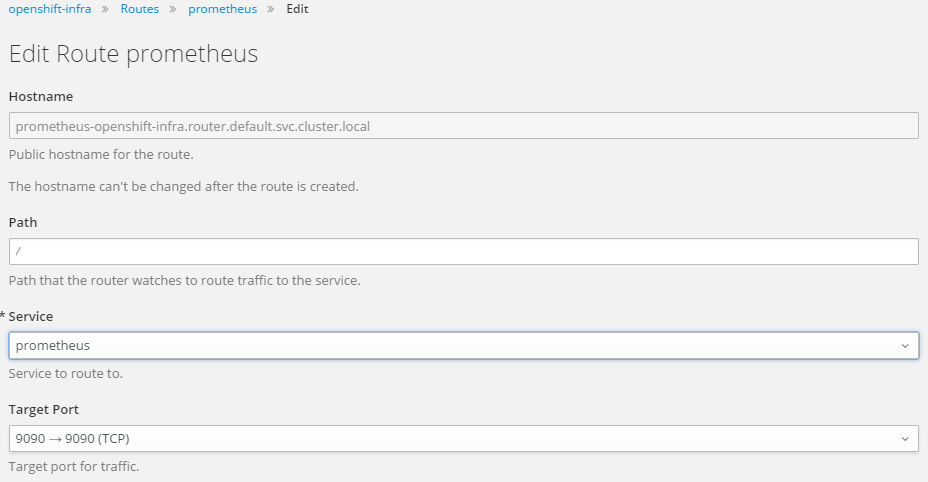 openshift-infra » Routes » prometheus » Edit
Edit Route prometheus
Hostname
prometheus-openshift-infra.router.default.svc.cluster.local
Public hostname for the route.
The hostname can't be changed after the route is created.
Path
/
Path that the router watches to route traffic to the service.
* Service
prometheus
Service to route to.
Target Port
9090 → 9090 (TCP)
Target port for traffic.